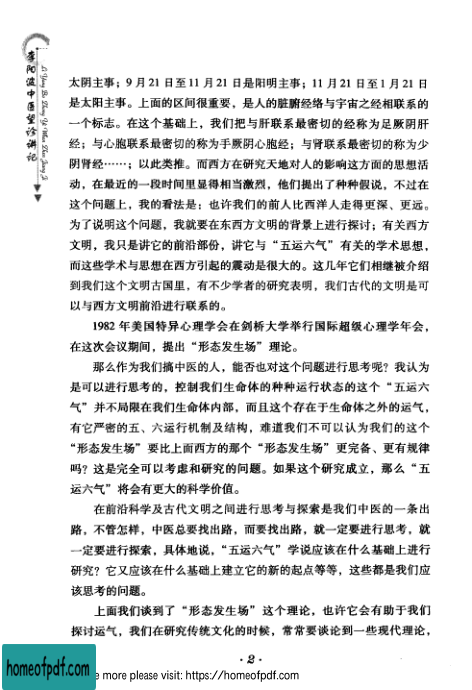 李阳波中医望诊讲记
Li Yang Bo Zhong Yi Wang Zhen Jiang Ji
太阴主事；9月21日至11月21日是阳明主事；11月21日至1月21日
是太阳主事。上面的区间很重要，是人的脏腑经络与宇宙之经相联系的
一个标志。在这个基础上，我们把与肝联系最密切的经称为足厥阴肝
经；与心胞联系最密切的称为手厥阴心胞经；与肾联系最密切的称为少
阴肾经……；以此类推。而西方在研究天地对人的影响这方面的思想活
动，在最近的一段时间里显得相当激烈，他们提出了种种假说，不过在
这个问题上，我的看法是：也许我们的前人比西洋人走得更深、更远。
为了说明这个问题，我就要在东西方文明的背景上进行探讨；有关西方
文明，我只是讲它的前沿部份，讲它与“五运六气”有关的学术思想，
而这些学术与思想在西方引起的震动是很大的。这几年它们相继被介绍
到我们这个文明古国里，有不少学者的研究表明，我们古代的文明是可
以与西方文明前沿进行联系的。
1982年美国特异心理学会在剑桥大学举行国际超级心理学年会，
在这次会议期间，提出“形态发生场”理论。
那么作为我们搞中医的人，能否也对这个问题进行思考呢？我认为
是可以进行思考的，控制我们生命体的种种运行状态的这个“五运六
气”并不局限在我们生命体内部，而且这个存在于生命体之外的运气，
有它严密的五、六运行机制及结构，难道我们不可以认为我们的这个
“形态发生场”要比上面西方的那个“形态发生场”更完备、更有规律
吗？这是完全可以考虑和研究的问题。如果这个研究成立，那么“五
运六气”将会有更大的科学价值。
在前沿科学及古代文明之间进行思考与探索是我们中医的一条出
路，不管怎样，中医总要找出路，而要找出路，就一定要进行思考，就
一定要进行探索，具体地说，“五运六气”学说应该在什么基础上进行
研究？它又应该在什么基础上建立它的新的起点等等，这些都是我们应
该思考的问题。
上面我们谈到了“形态发生场”这个理论，也许它会有助于我们
探讨运气，我们在研究传统文化的时候，常常要谈论到一些现代理论，
· 2 ·
homeofpdf.com
e more please visit: https://homeofpdf.com